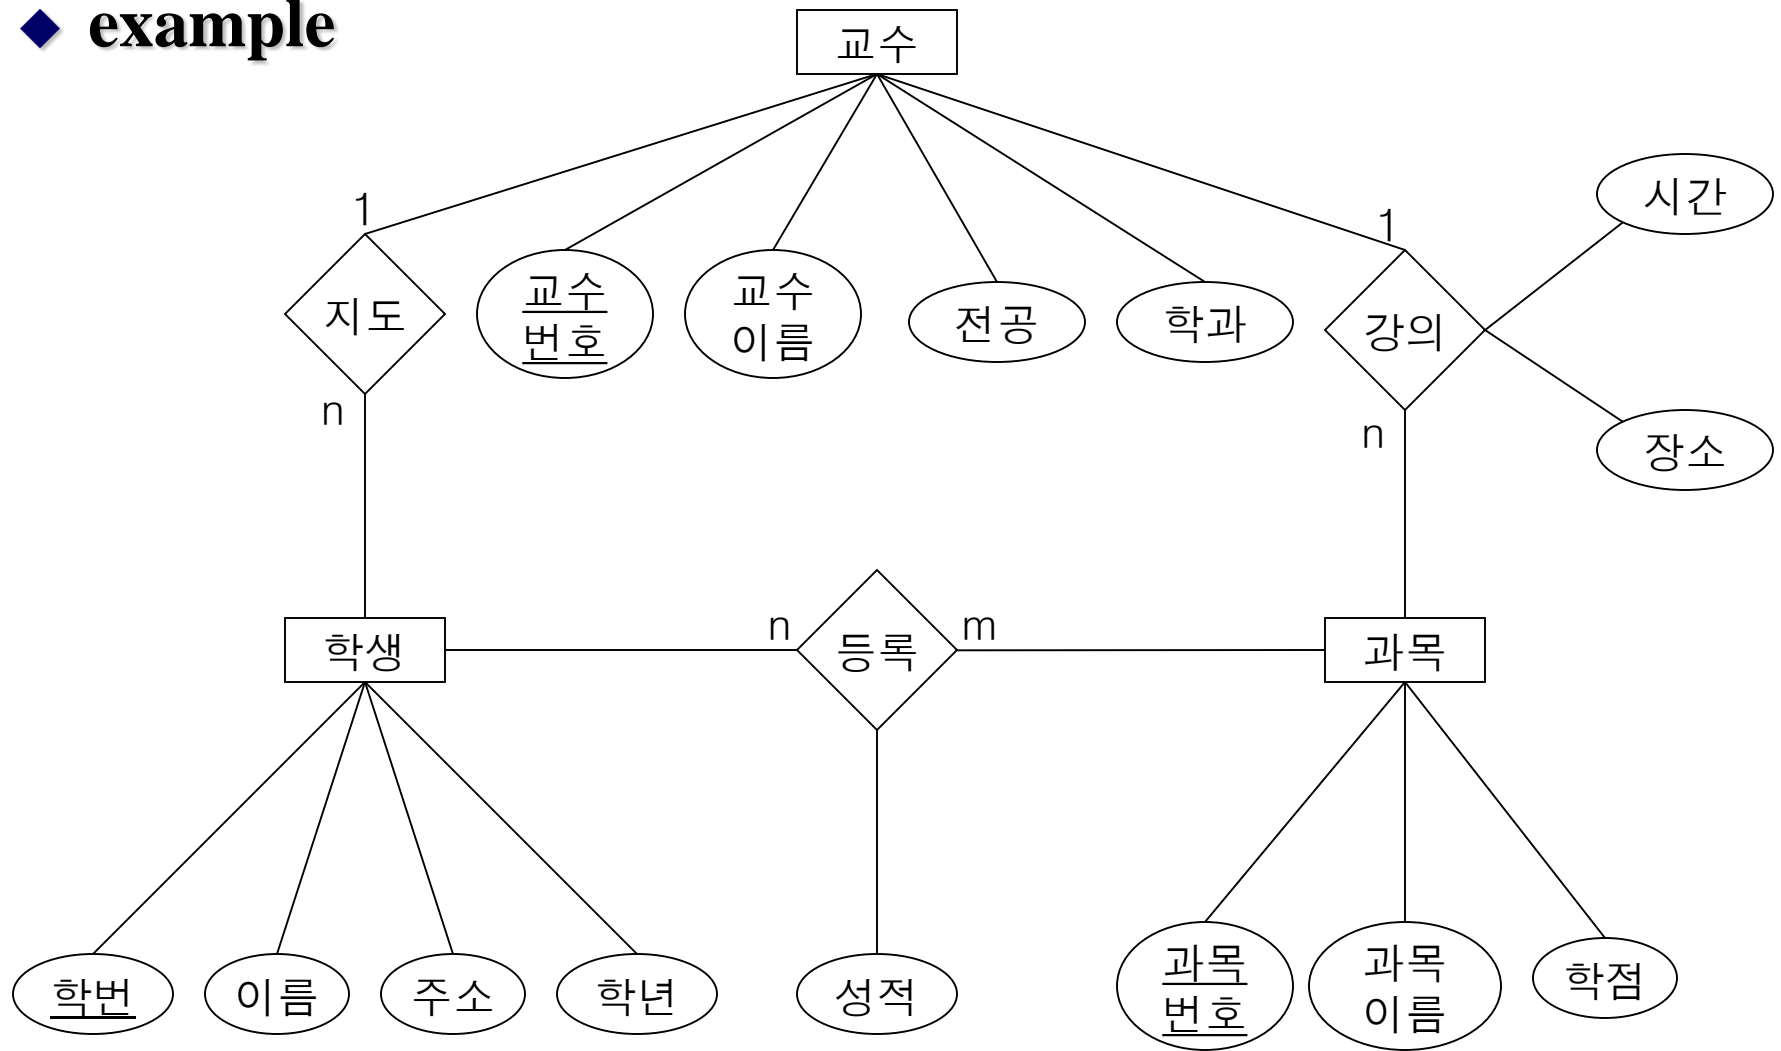 example
교수
1
1
시간
지도
교수
번호
교수
이름
전공
학과
강의
n
n
장소
학생
n
등록
m
과목
학번
이름
주소
학년
성적
과목
번호
과목
이름
학점